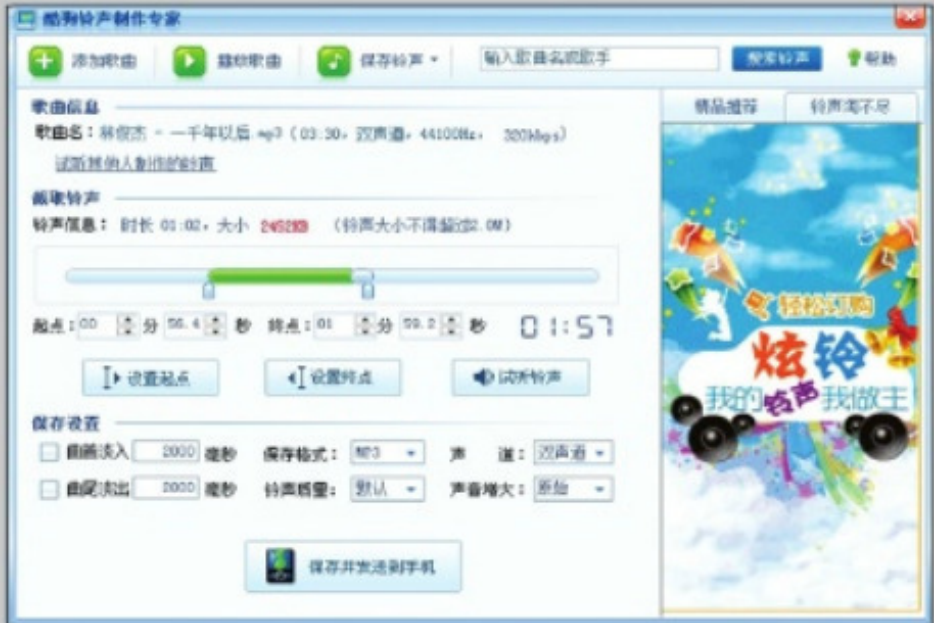 酷狗铃声制作专家
添加歌曲 播放歌曲 保存铃声 输入歌曲名或歌手 搜索铃声 帮助
歌曲信息
歌曲名：林俊杰 - 一千年以后.mp3（03:30，双声道，44100Hz， 320kbps）
试听其他人制作的铃声
截取铃声
铃声信息： 时长 01:02，大小 2452KB （铃声大小不得超过2.0M）
起点：00 分 56.4 秒 终点：01 分 59.2 秒 01:57
设置起点 设置终点 试听铃声
保存设置
曲首淡入 2000 毫秒 保存格式： MP3 声 道： 双声道
曲尾淡出 2000 毫秒 铃声质量： 默认 声音增大： 原始
保存并发送到手机
精品推荐 铃声淘不尽
轻松订购
炫铃
我的铃声我做主